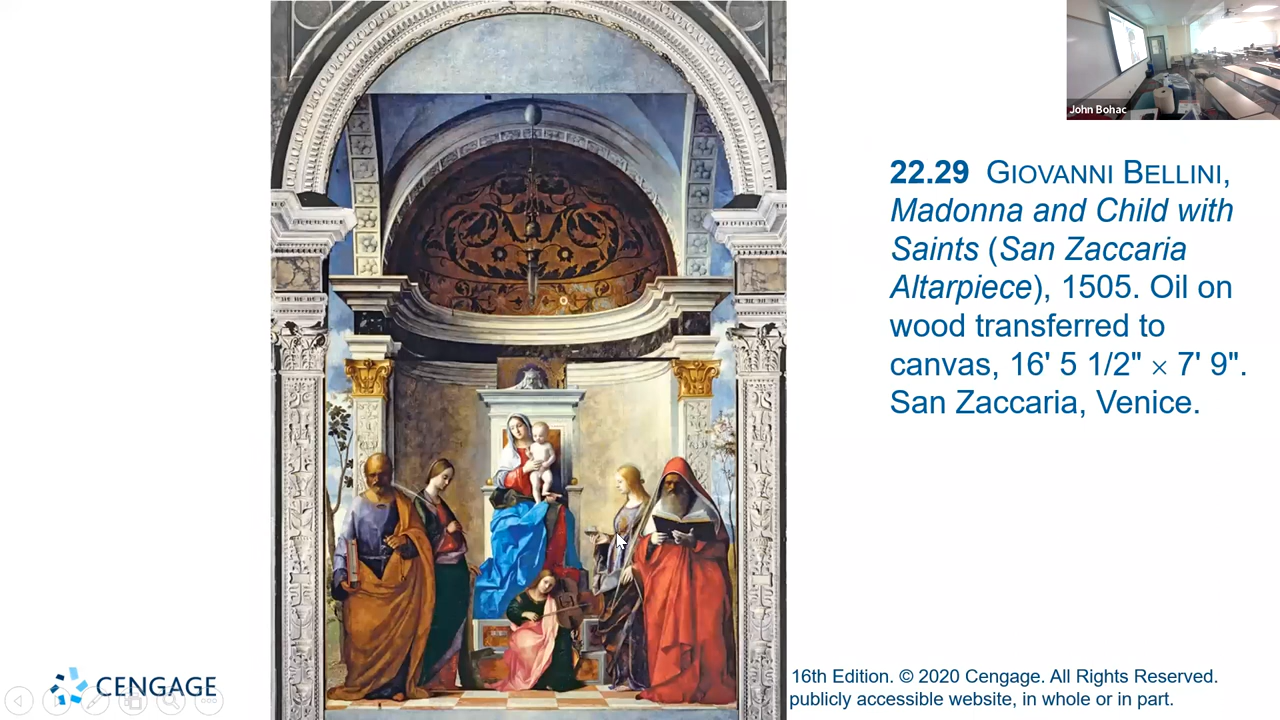 John Bohac
22.29 GIOVANNI BELLINI,
Madonna and Child with
Saints (San Zaccaria
Altarpiece), 1505. Oil on
wood transferred to
canvas, 16' 5 1/2" × 7' 9".
San Zaccaria, Venice.
CENGAGE
16th Edition. © 2020 Cengage. All Rights Reserved.
publicly accessible website, in whole or in part.